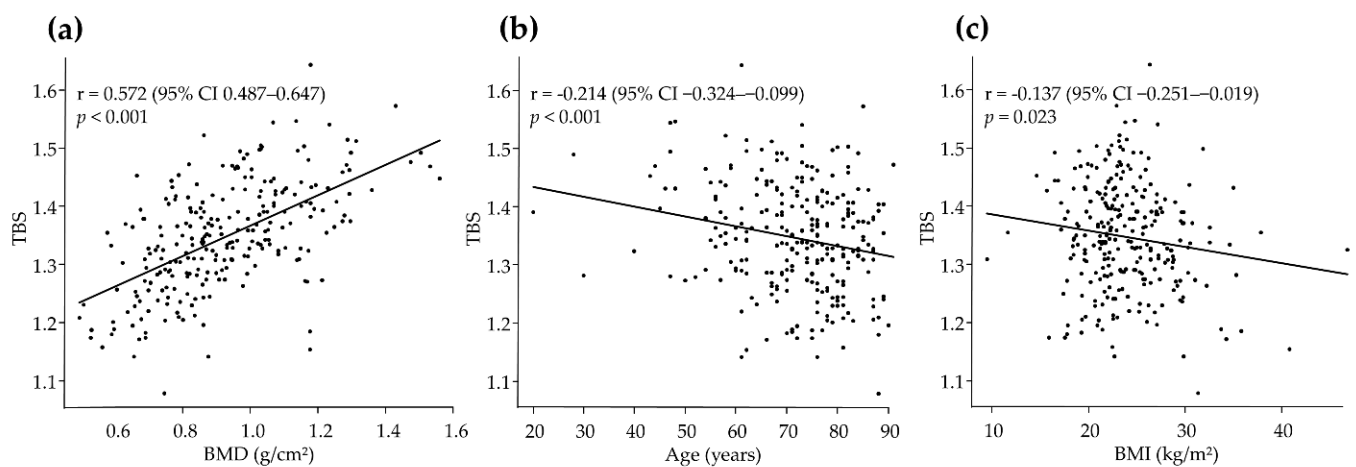 (a)
r = 0.572 (95% CI 0.487–0.647)
p < 0.001
TBS
1.6
1.5
1.4
1.3
1.2
1.1
0.6 0.8 1.0 1.2 1.4 1.6
BMD (g/cm²)
(b)
r = -0.214 (95% CI −0.324–−0.099)
p < 0.001
TBS
1.6
1.5
1.4
1.3
1.2
1.1
20 30 40 50 60 70 80 90
Age (years)
(c)
r = -0.137 (95% CI −0.251–−0.019)
p = 0.023
TBS
1.6
1.5
1.4
1.3
1.2
1.1
10 20 30 40
BMI (kg/m²)